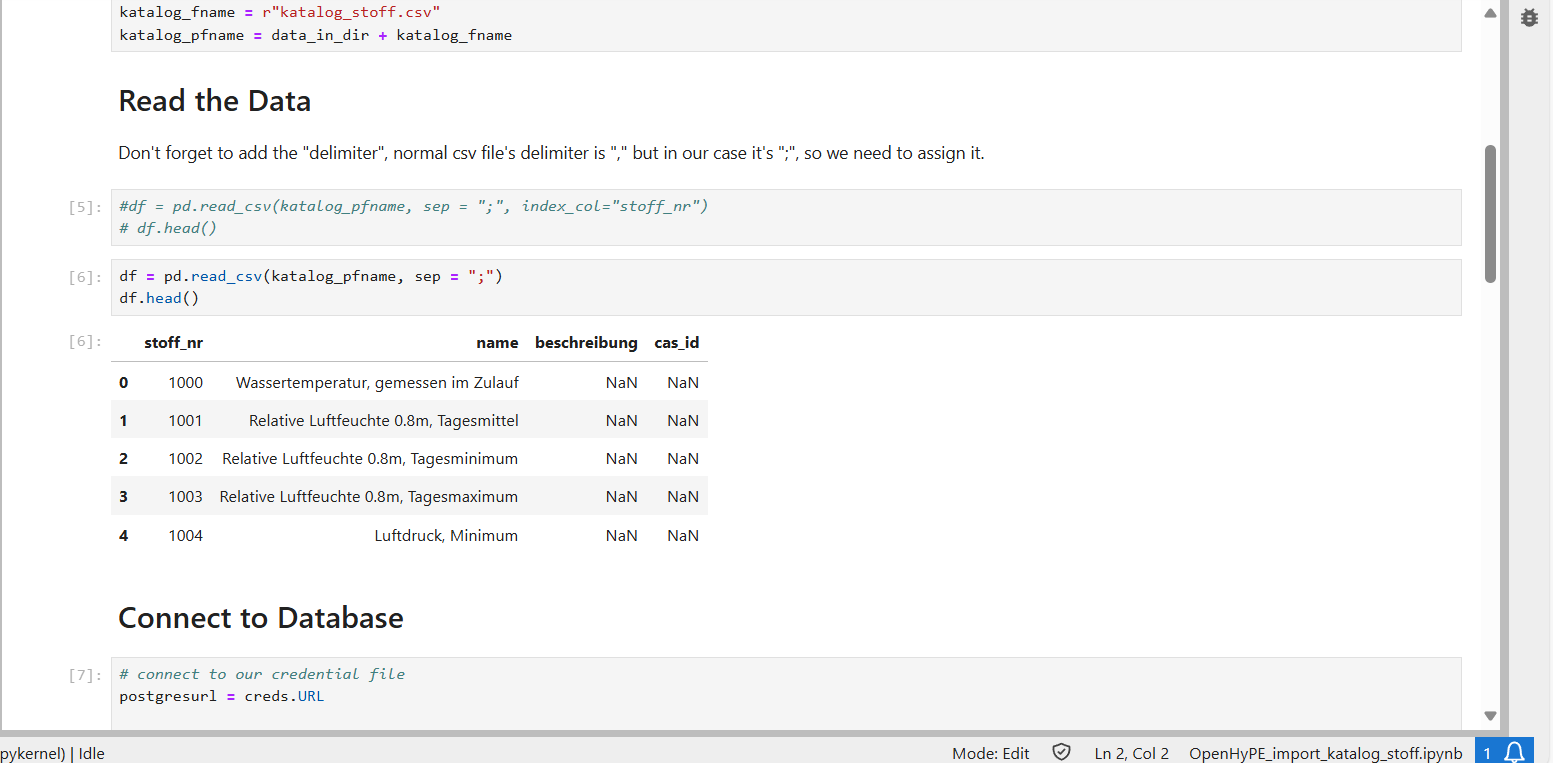 katalog_fname = r"katalog_stoff.csv"
katalog_pfname = data_in_dir + katalog_fname
Read the Data
Don't forget to add the "delimiter", normal csv file's delimiter is "," but in our case it's ";", so we need to assign it.
[5]: #df = pd.read_csv(katalog_pfname, sep = ";", index_col="stoff_nr")
# df.head()
[6]: df = pd.read_csv(katalog_pfname, sep = ";")
df.head()
[6]: stoff_nr name beschreibung cas_id
0 1000 Wassertemperatur, gemessen im Zulauf NaN NaN
1 1001 Relative Luftfeuchte 0.8m, Tagesmittel NaN NaN
2 1002 Relative Luftfeuchte 0.8m, Tagesminimum NaN NaN
3 1003 Relative Luftfeuchte 0.8m, Tagesmaximum NaN NaN
4 1004 Luftdruck, Minimum NaN NaN
Connect to Database
[7]: # connect to our credential file
postgresurl = creds.URL
pykernel) | Idle Mode: Edit Ln 2, Col 2 OpenHyPE_import_katalog_stoff.ipynb 1